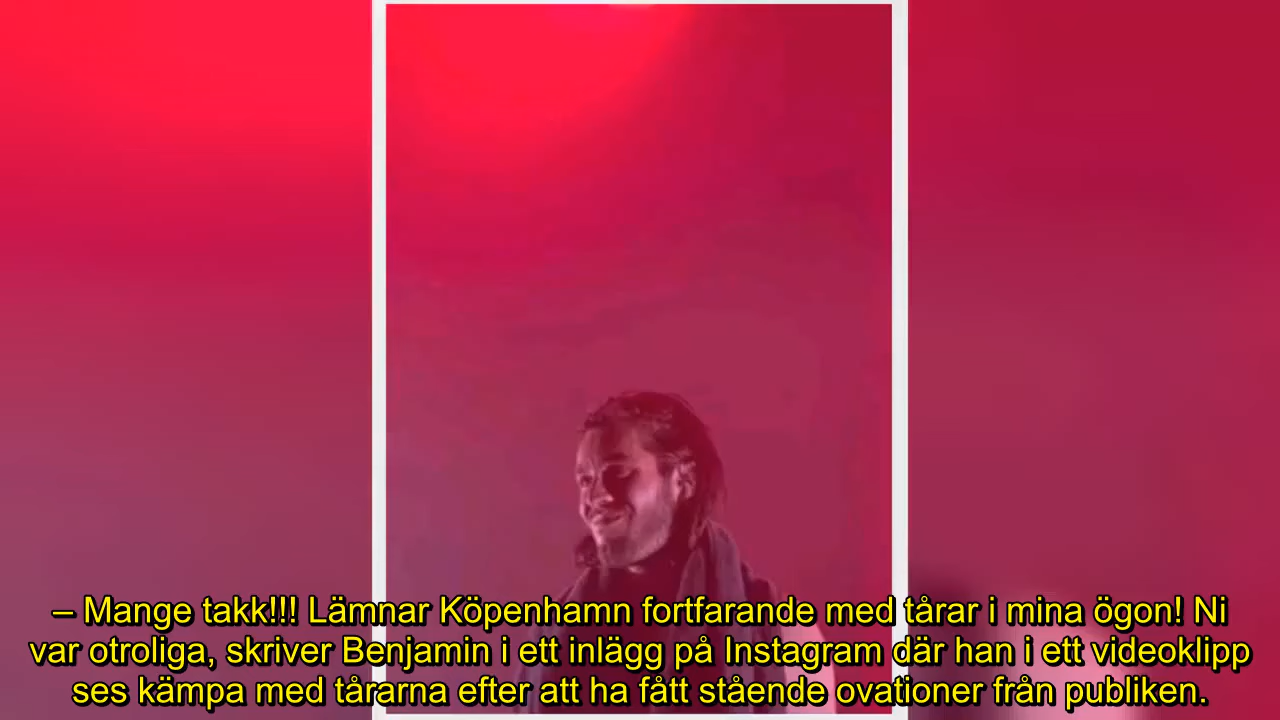 – Mange takk!!! Lämnar Köpenhamn fortfarande med tårar i mina ögon! Ni
var otroliga, skriver Benjamin i ett inlägg på Instagram där han i ett videoklipp
ses kämpa med tårarna efter att ha fått stående ovationer från publiken.